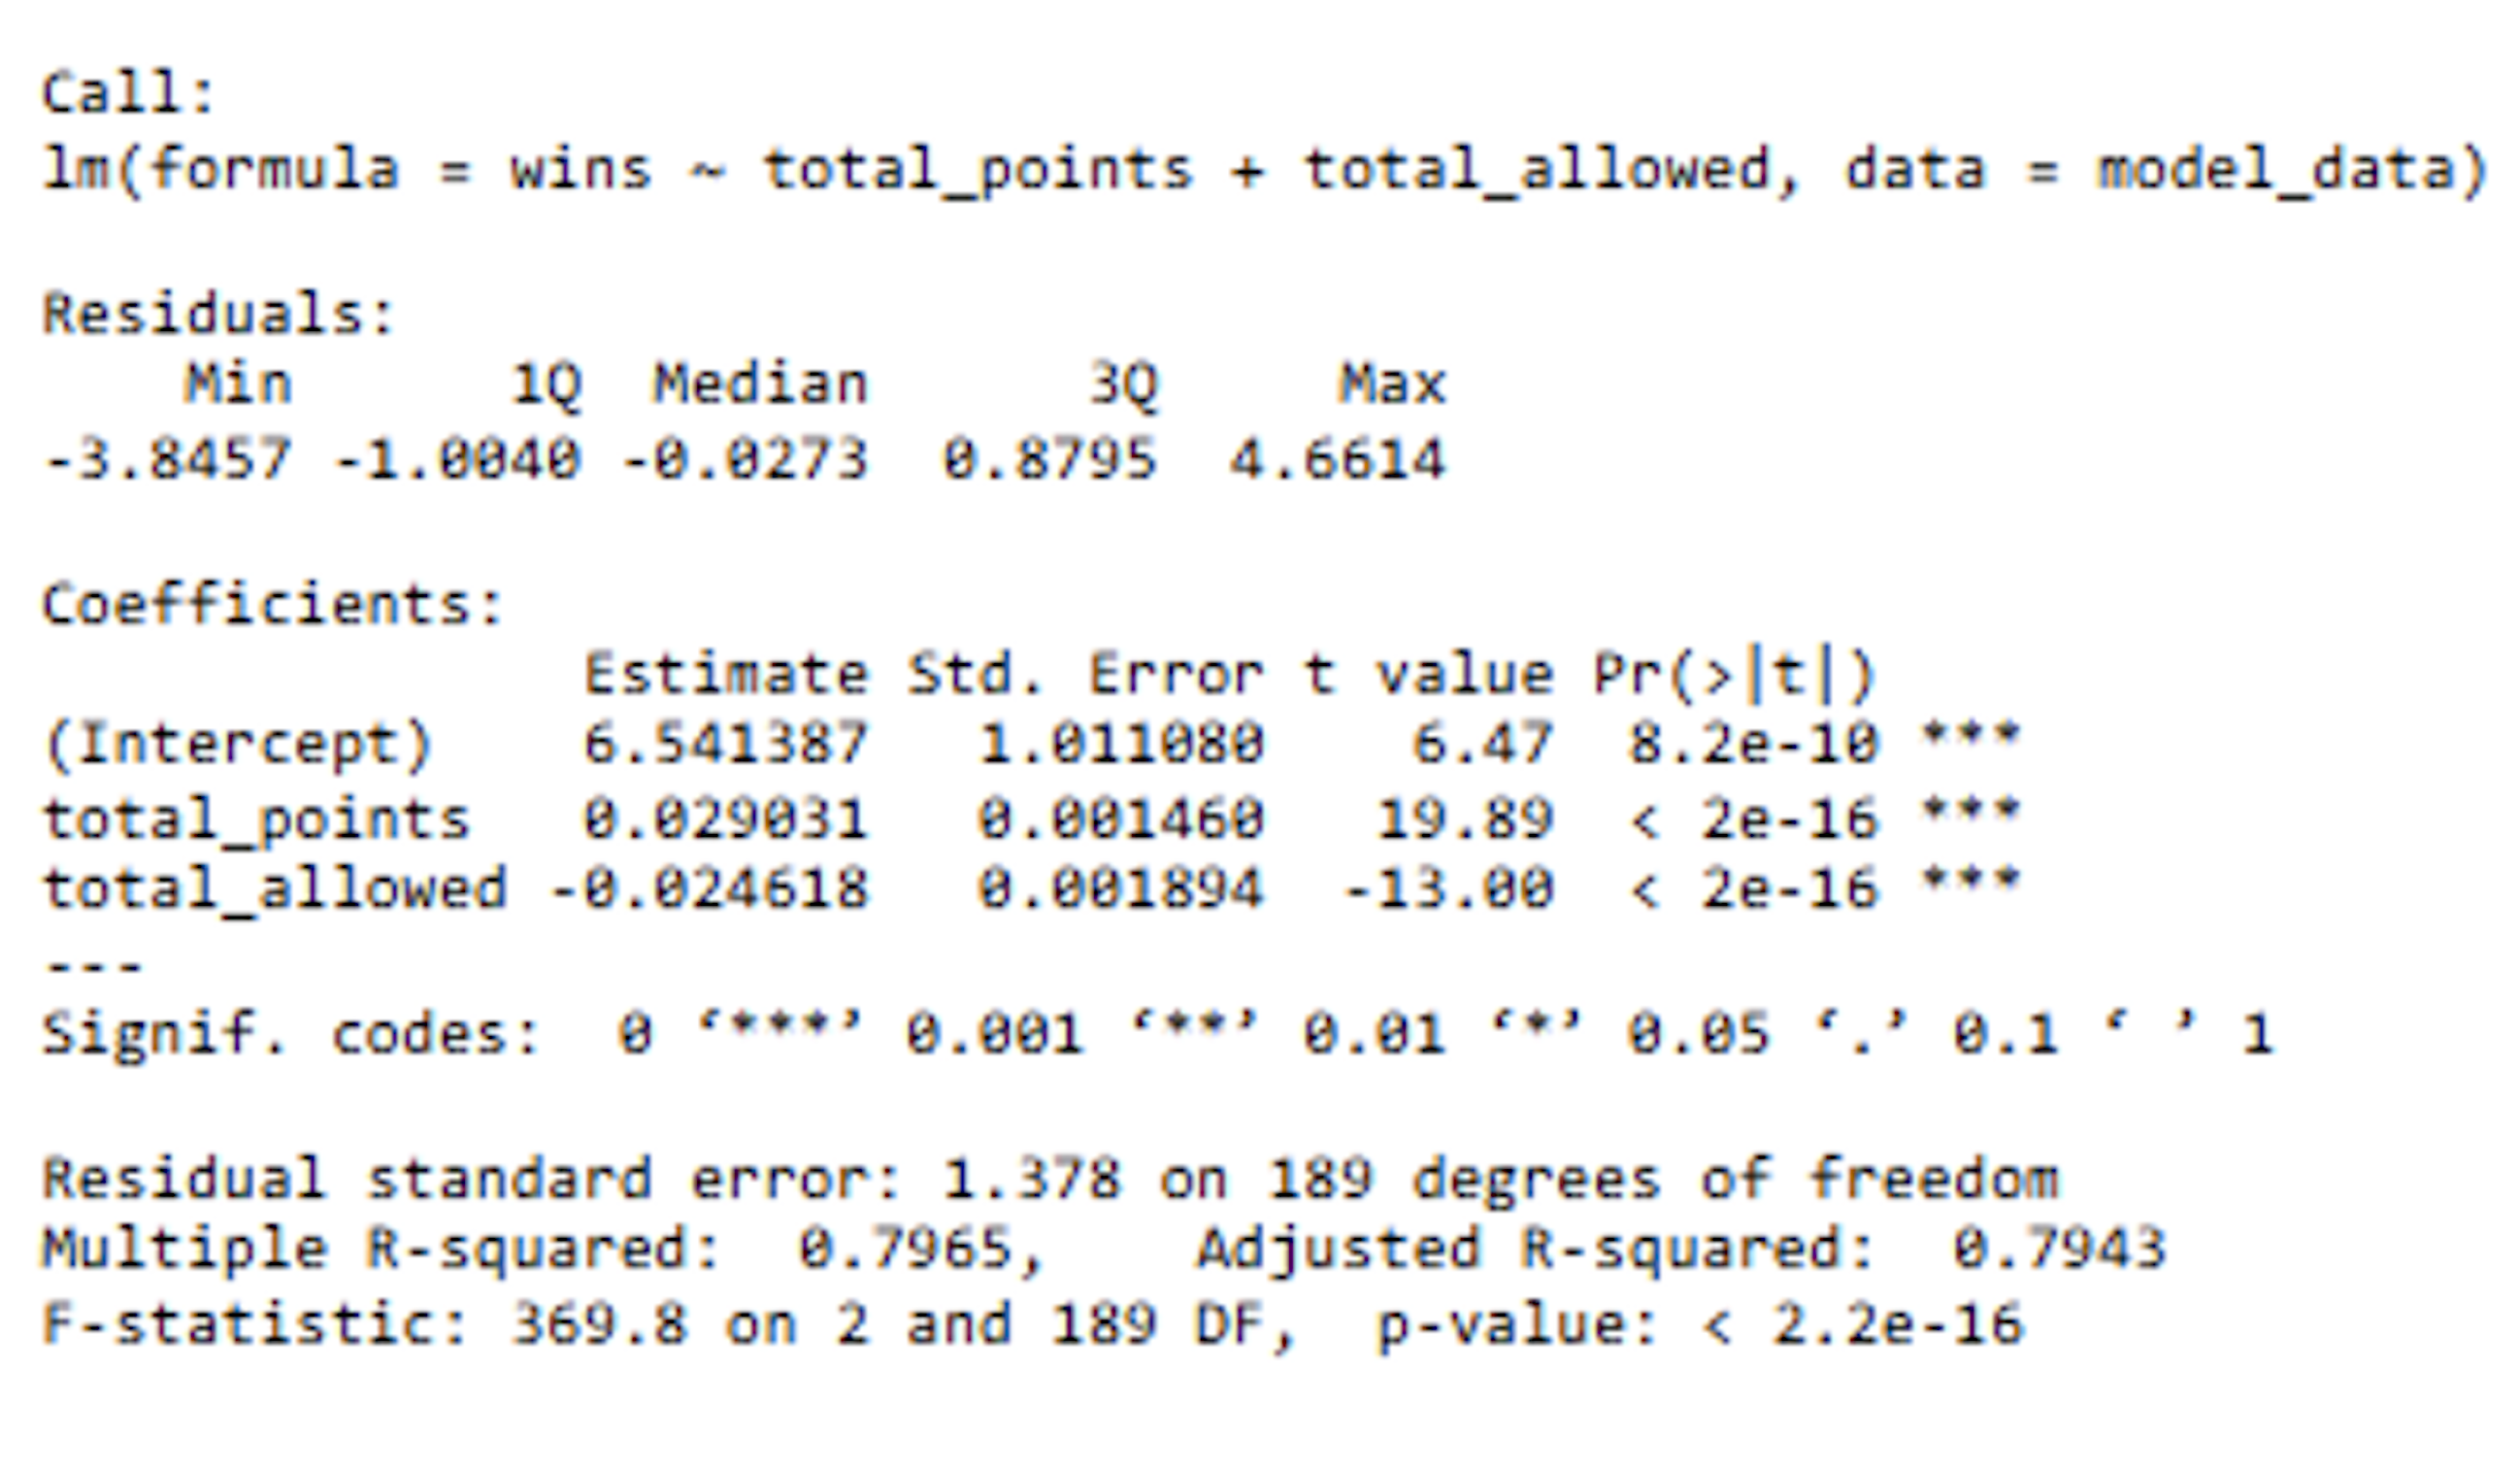 Call:
lm(formula = wins ~ total_points + total_allowed, data = model_data)
Residuals:
    Min      1Q  Median      3Q     Max
-3.8457 -1.0040 -0.0273  0.8795  4.6614
Coefficients:
               Estimate Std. Error t value Pr(>|t|)
(Intercept)    6.541387   1.011080    6.47  8.2e-10 ***
total_points   0.029031   0.001460   19.89  < 2e-16 ***
total_allowed -0.024618   0.001894  -13.00  < 2e-16 ***
---
Signif. codes:  0 ‘***’ 0.001 ‘**’ 0.01 ‘*’ 0.05 ‘.’ 0.1 ‘ ’ 1
Residual standard error: 1.378 on 189 degrees of freedom
Multiple R-squared:  0.7965,    Adjusted R-squared:  0.7943
F-statistic: 369.8 on 2 and 189 DF,  p-value: < 2.2e-16